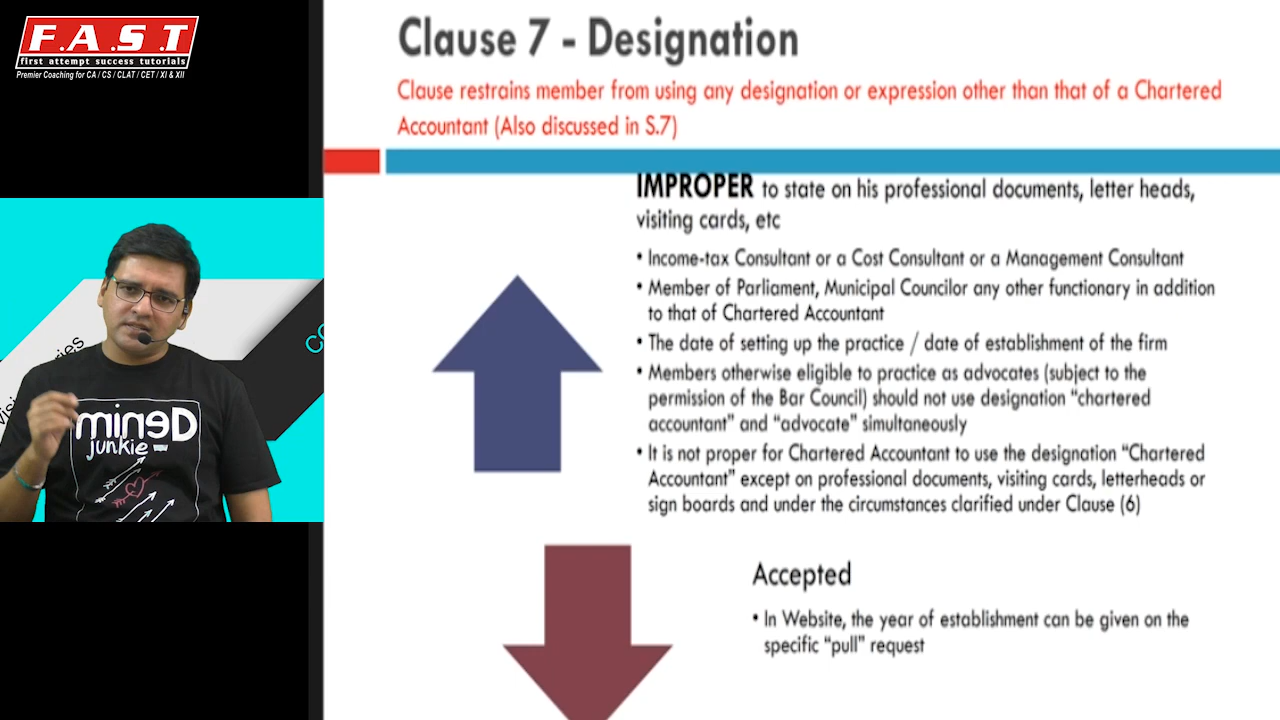 F.A.S.T
first attempt success tutorials
Premier Coaching for CA / CS / CLAT / CET / XI & XII
Clause 7 - Designation
Clause restrains member from using any designation or expression other than that of a Chartered
Accountant (Also discussed in S.7)
IMPROPER to state on his professional documents, letter heads,
visiting cards, etc
• Income-tax Consultant or a Cost Consultant or a Management Consultant
• Member of Parliament, Municipal Councilor any other functionary in addition
to that of Chartered Accountant
• The date of setting up the practice / date of establishment of the firm
• Members otherwise eligible to practice as advocates (subject to the
permission of the Bar Council) should not use designation “chartered
accountant” and “advocate” simultaneously
• It is not proper for Chartered Accountant to use the designation “Chartered
Accountant” except on professional documents, visiting cards, letterheads or
sign boards and under the circumstances clarified under Clause (6)
Accepted
• In Website, the year of establishment can be given on the
specific “pull” request
mineD
junkie